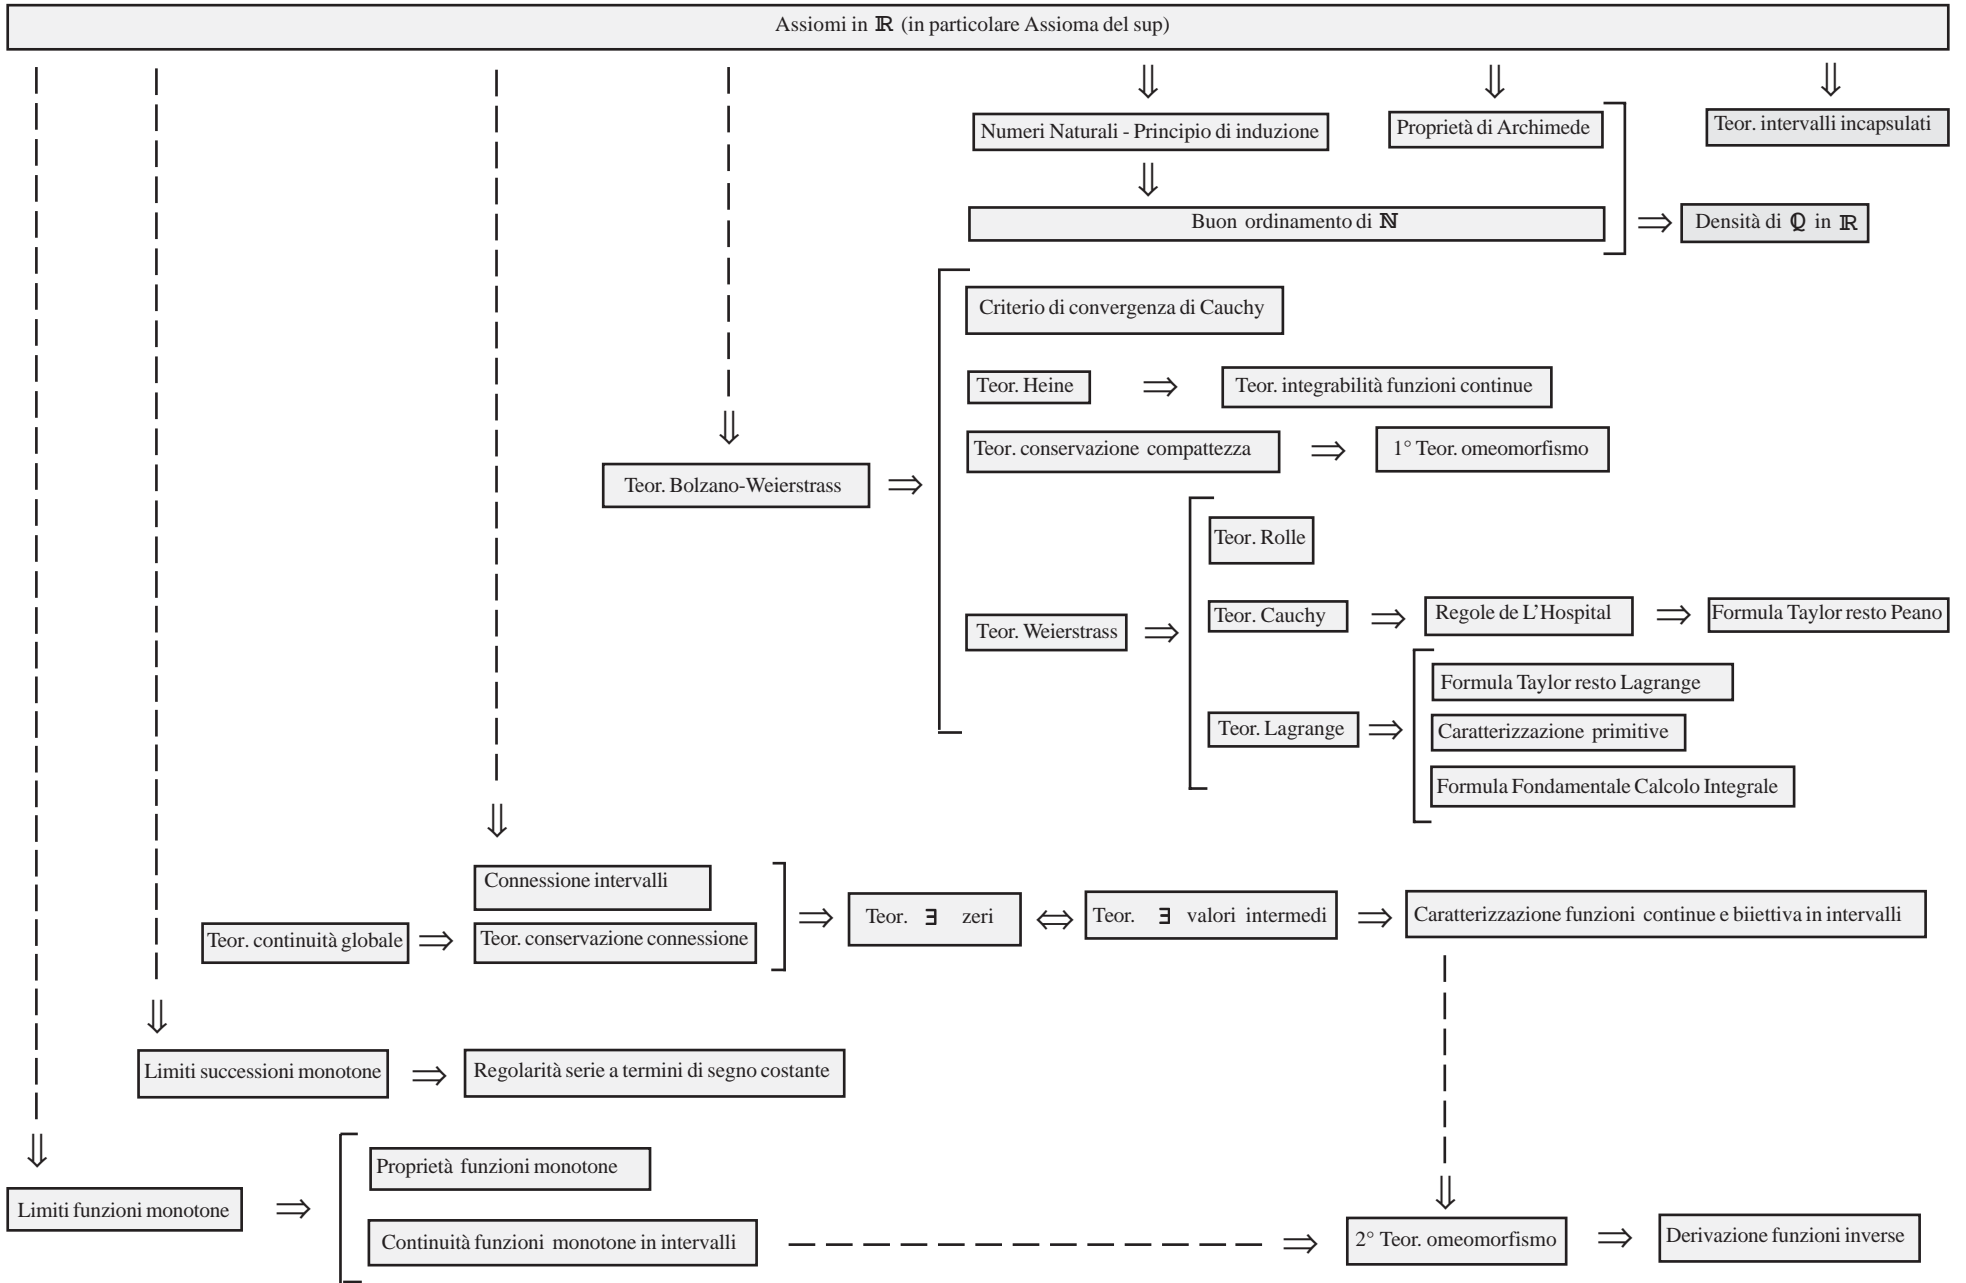 Assiomi in ℝ (in particolare Assioma del sup)
Numeri Naturali - Principio di induzione
Proprietà di Archimede
Teor. intervalli incapsulati
Buon ordinamento di ℕ
Densità di ℚ in ℝ
Criterio di convergenza di Cauchy
Teor. Heine
Teor. integrabilità funzioni continue
Teor. conservazione compattezza
1° Teor. omeomorfismo
Teor. Bolzano-Weierstrass
Teor. Rolle
Teor. Weierstrass
Teor. Cauchy
Regole de L’Hospital
Formula Taylor resto Peano
Formula Taylor resto Lagrange
Teor. Lagrange
Caratterizzazione primitive
Formula Fondamentale Calcolo Integrale
Connessione intervalli
Teor. continuità globale
Teor. conservazione connessione
Teor. ∃ zeri
Teor. ∃ valori intermedi
Caratterizzazione funzioni continue e biiettiva in intervalli
Limiti successioni monotone
Regolarità serie a termini di segno costante
Proprietà funzioni monotone
Limiti funzioni monotone
Continuità funzioni monotone in intervalli
2° Teor. omeomorfismo
Derivazione funzioni inverse